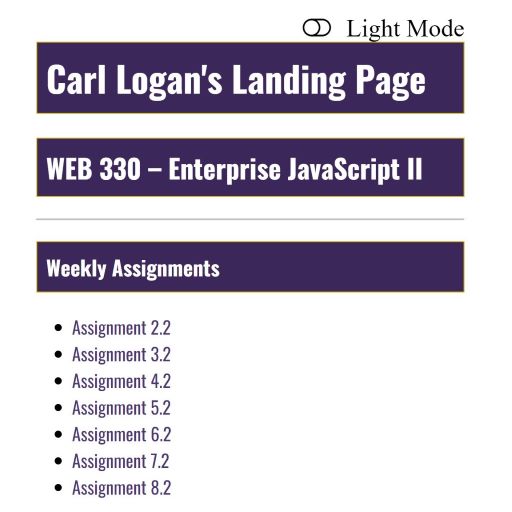 Light Mode
Carl Logan's Landing Page
WEB 330 – Enterprise JavaScript II
Weekly Assignments
Assignment 2.2
Assignment 3.2
Assignment 4.2
Assignment 5.2
Assignment 6.2
Assignment 7.2
Assignment 8.2